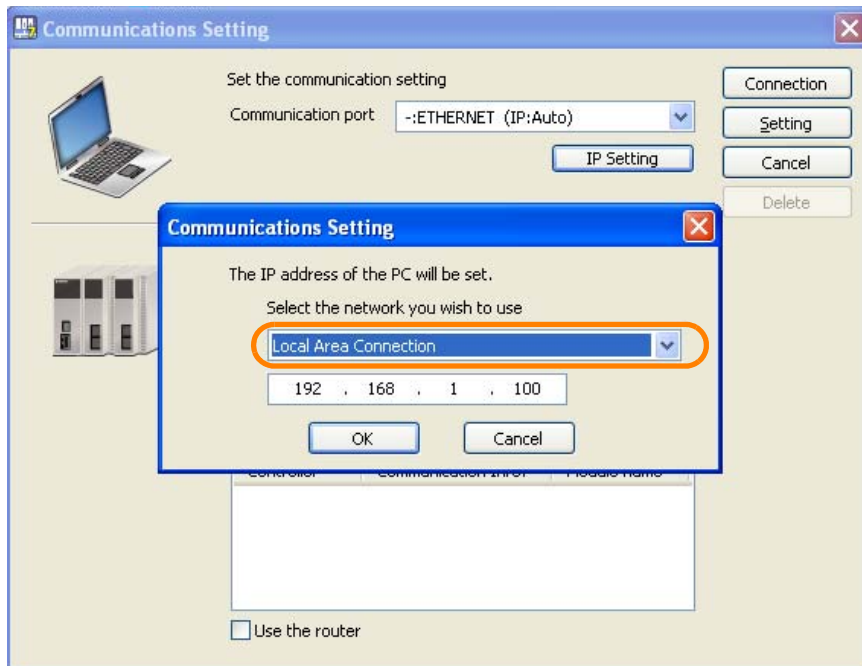 Communications Setting
Set the communication setting
Communication port -:ETHERNET (IP:Auto)
IP Setting
Connection
Setting
Cancel
Delete
Communications Setting
The IP address of the PC will be set.
Select the network you wish to use
Local Area Connection
192 . 168 . 1 . 100
OK Cancel
Use the router